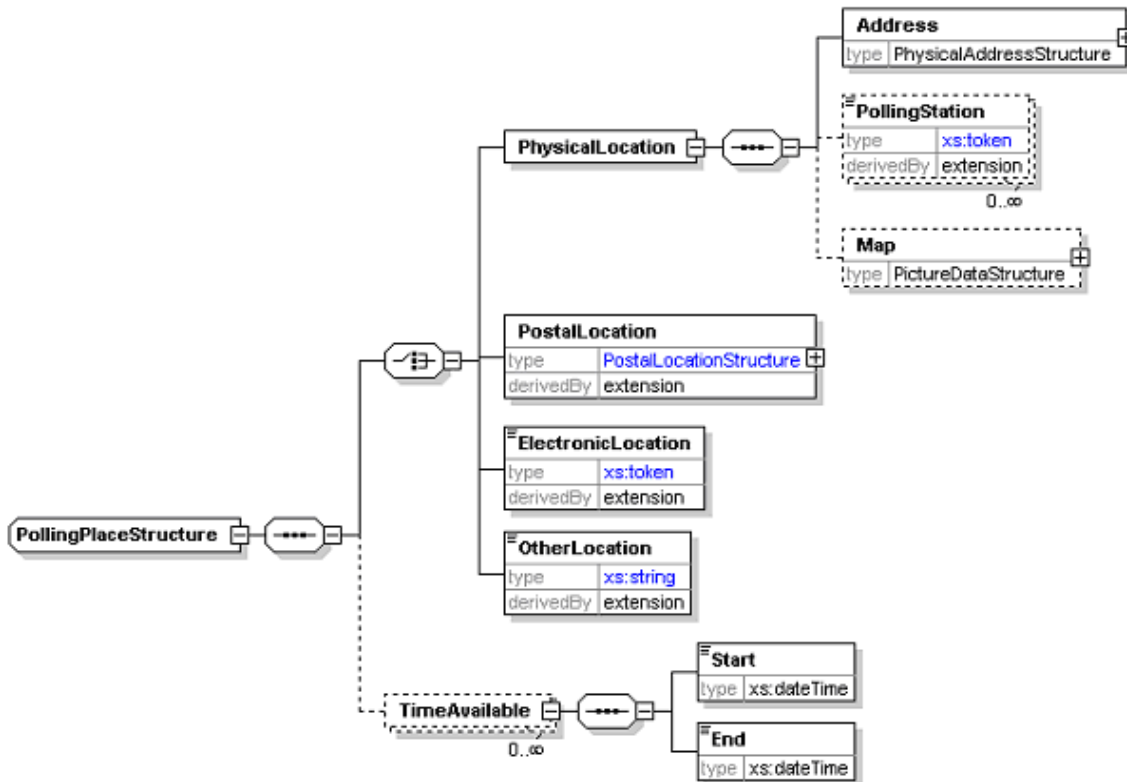 Address
type PhysicalAddressStructure
PollingStation
type xs:token
derivedBy extension
0..∞
PhysicalLocation
Map
type PictureDataStructure
PostalLocation
type PostalLocationStructure
derivedBy extension
ElectronicLocation
type xs:token
derivedBy extension
PollingPlaceStructure
OtherLocation
type xs:string
derivedBy extension
TimeAvailable
0..∞
Start
type xs:dateTime
End
type xs:dateTime